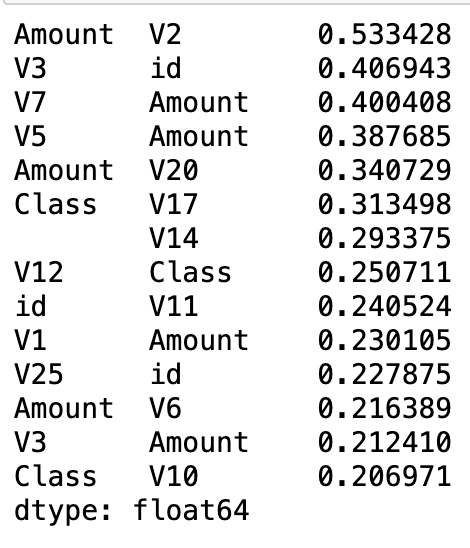 Amount  V2         0.533428
V3      id         0.406943
V7      Amount     0.400408
V5      Amount     0.387685
Amount  V20        0.340729
Class   V17        0.313498
        V14        0.293375
V12     Class      0.250711
id      V11        0.240524
V1      Amount     0.230105
V25     id         0.227875
Amount  V6         0.216389
V3      Amount     0.212410
Class   V10        0.206971
dtype: float64